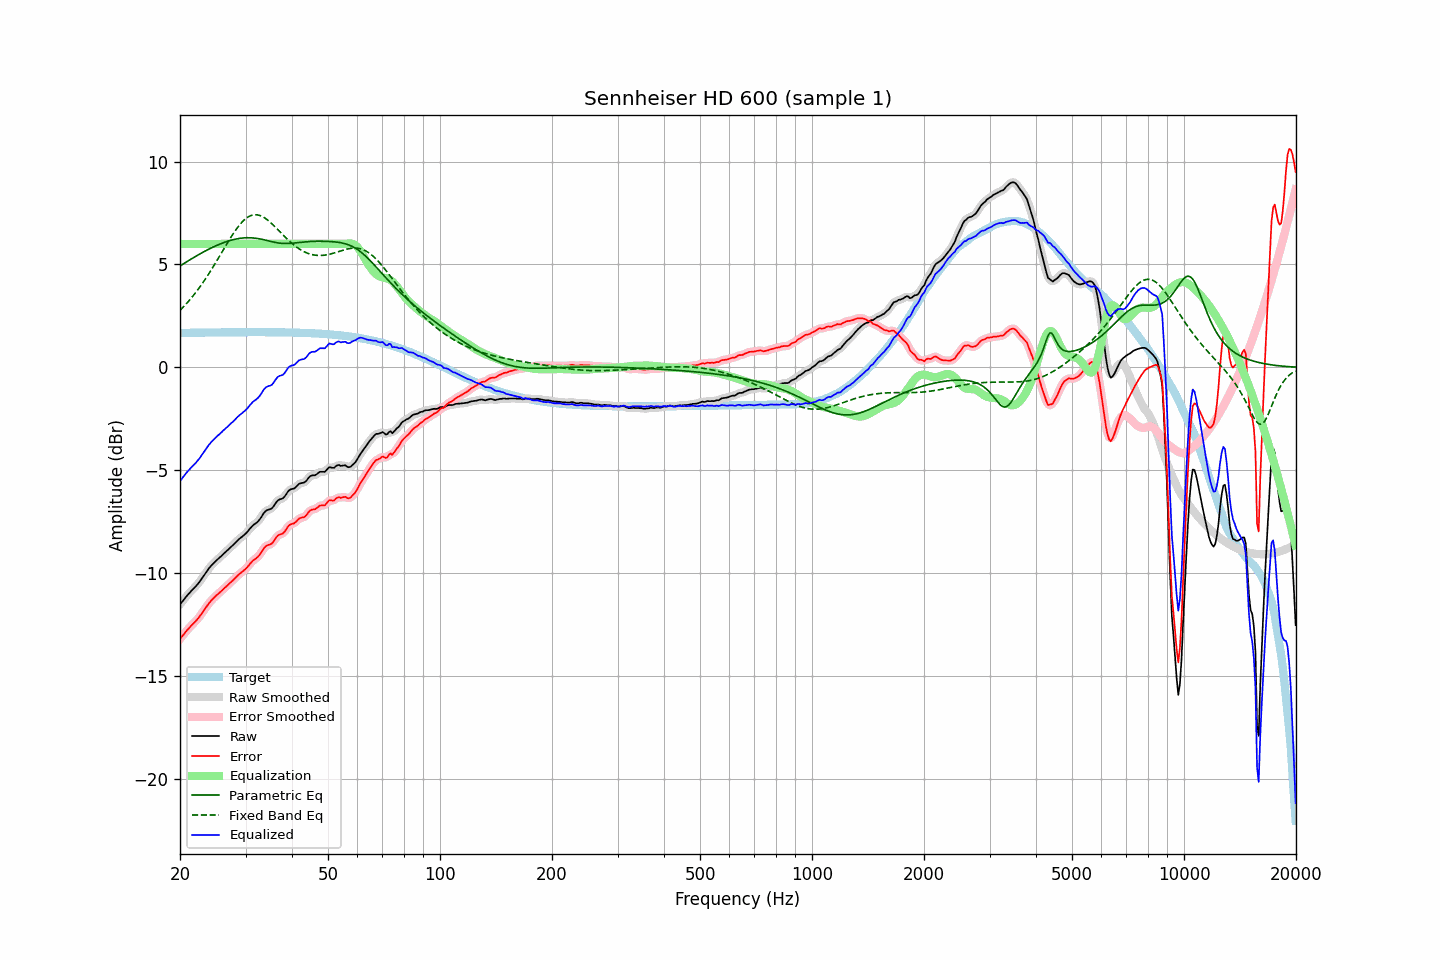 Sennheiser HD 600 (sample 1)
Amplitude (dBr)
10
5
0
−5
−10
−15
−20
Target
Raw Smoothed
Error Smoothed
Raw
Error
Equalization
Parametric Eq
Fixed Band Eq
Equalized
20 50 100 200 500 1000 2000 5000 10000 20000
Frequency (Hz)